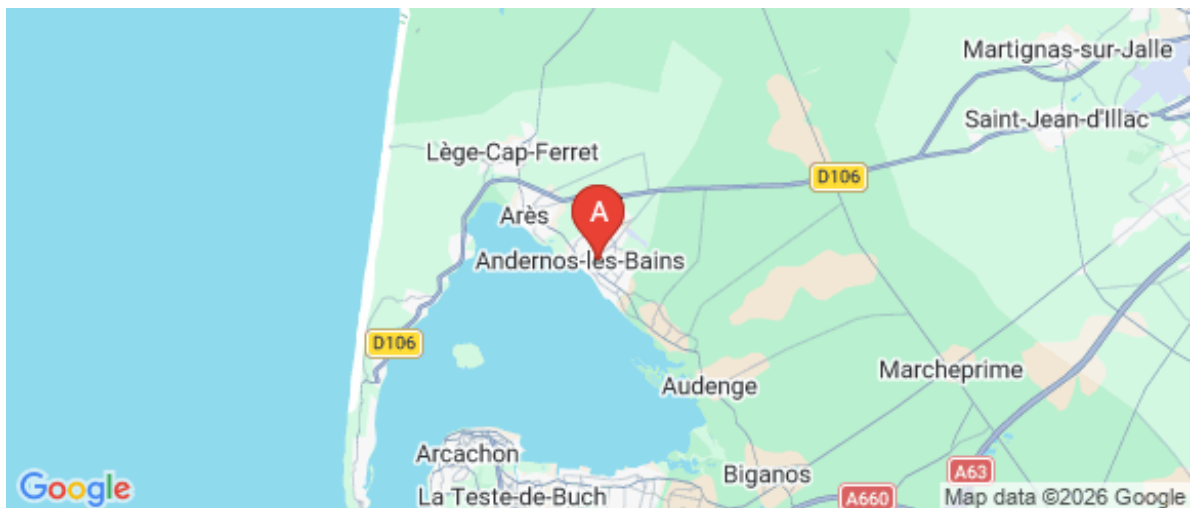 Martignas-sur-Jalle
Saint-Jean-d'Illac
Lège-Cap-Ferret
D106
Arès
A
Andernos-les-Bains
D106
Marcheprime
Audenge
Arcachon
Biganos
A63
La Teste-de-Buch
A660
Google
Map data ©2026 Google